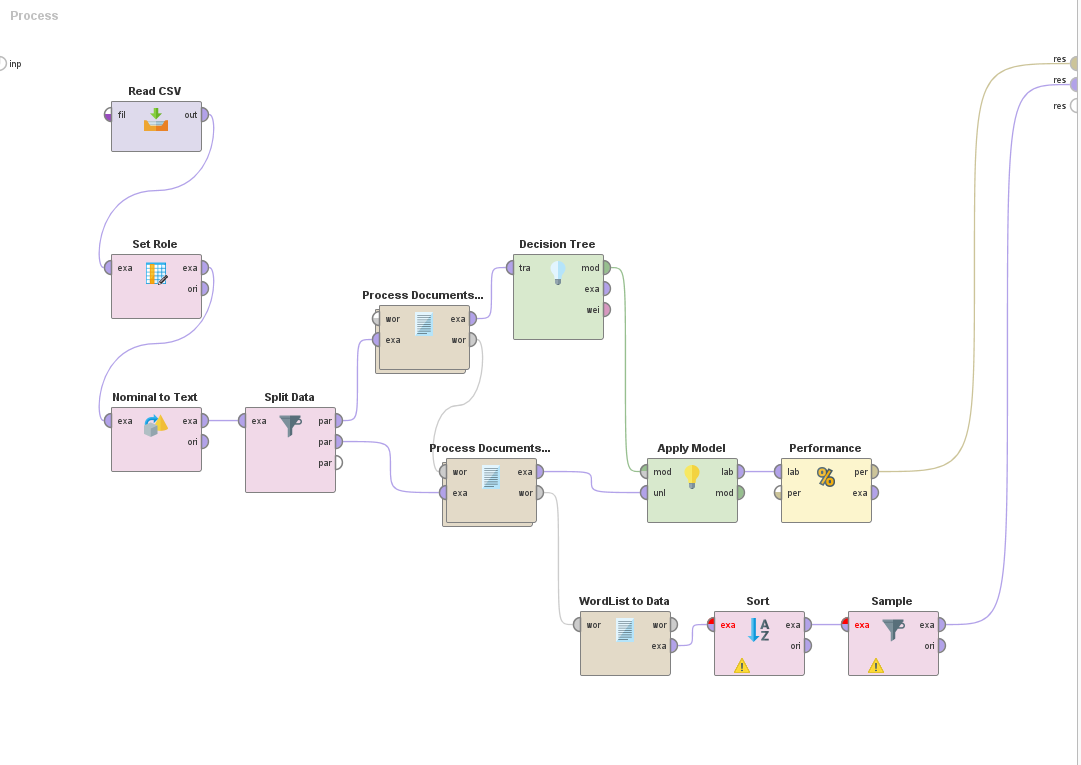 Process
inp
res
res
res
Read CSV
fil out
Set Role
exa exa
ori
Nominal to Text
exa exa
ori
Split Data
exa par
par
par
Process Documents...
wor exa
exa wor
Decision Tree
tra mod
exa
wei
Process Documents...
wor exa
exa wor
Apply Model
mod lab
unl mod
Performance
%
lab per
per exa
WordList to Data
wor wor
exa
Sort
A
Z
exa exa
ori
!
Sample
exa exa
ori
!